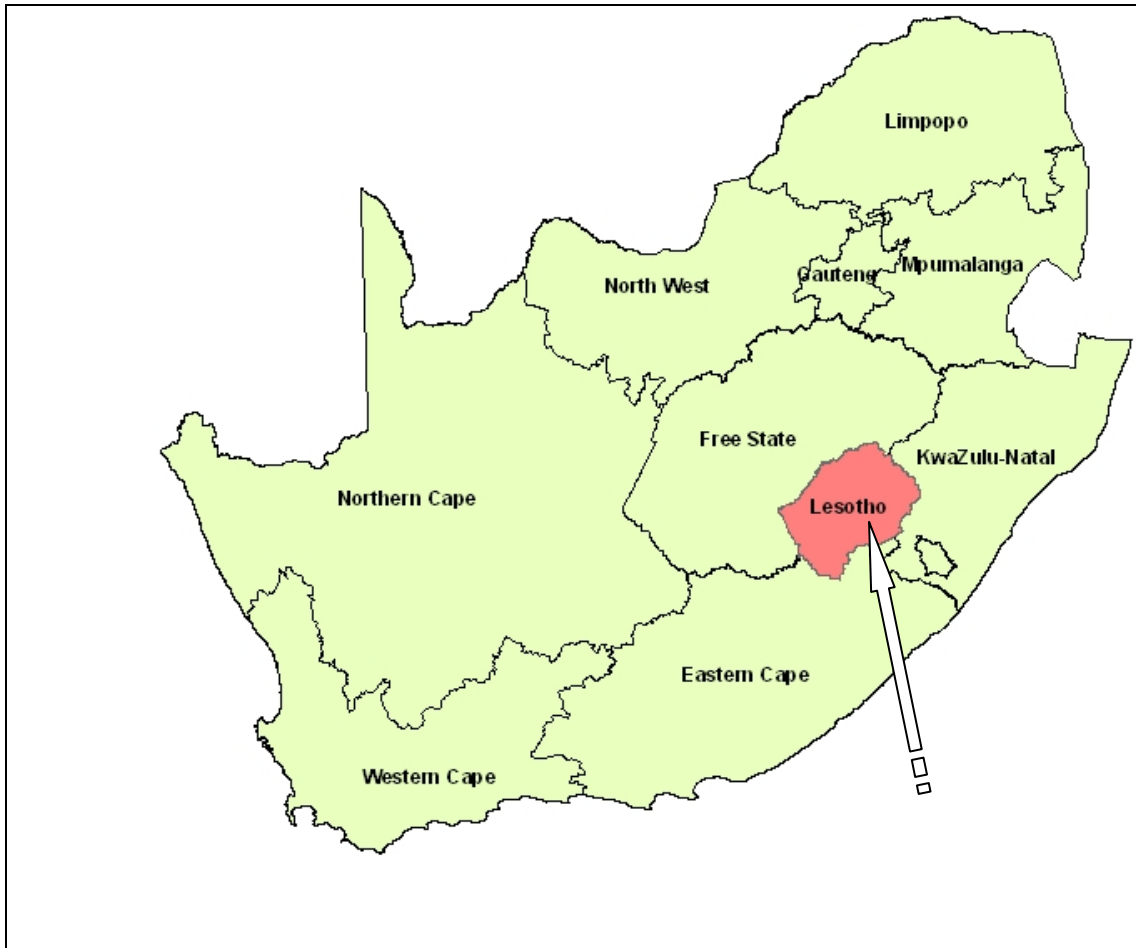 Limpopo
Mpumalanga
Gauteng
North West
Free State
KwaZulu-Natal
Northern Cape
Lesotho
Eastern Cape
Western Cape